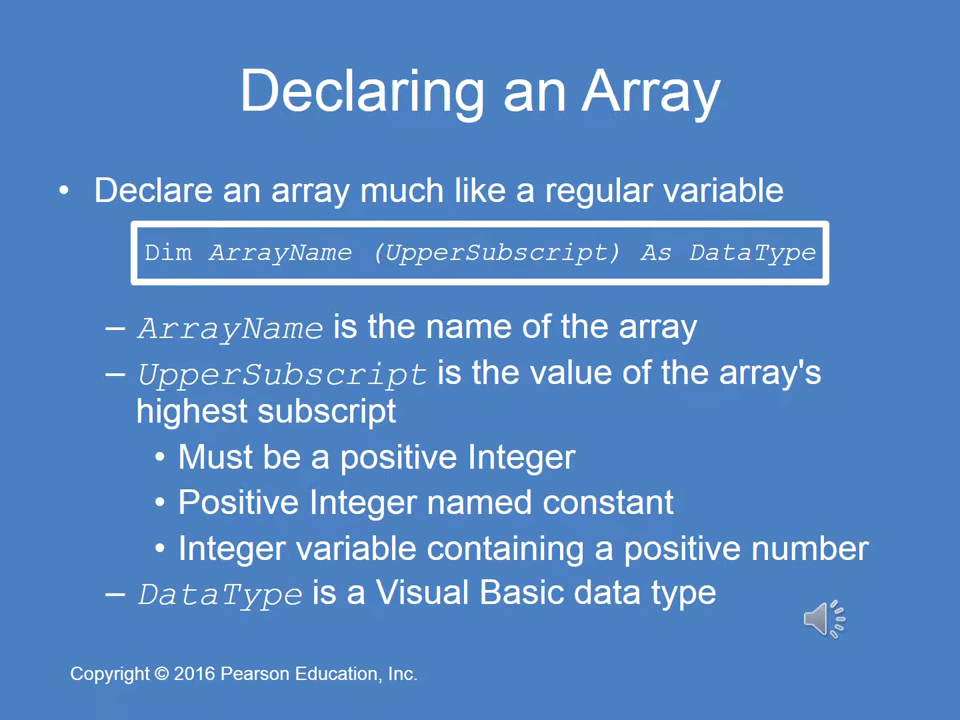 Declaring an Array
• Declare an array much like a regular variable
Dim ArrayName (UpperSubscript) As DataType
– ArrayName is the name of the array
– UpperSubscript is the value of the array's
highest subscript
• Must be a positive Integer
• Positive Integer named constant
• Integer variable containing a positive number
– DataType is a Visual Basic data type
Copyright © 2016 Pearson Education, Inc.